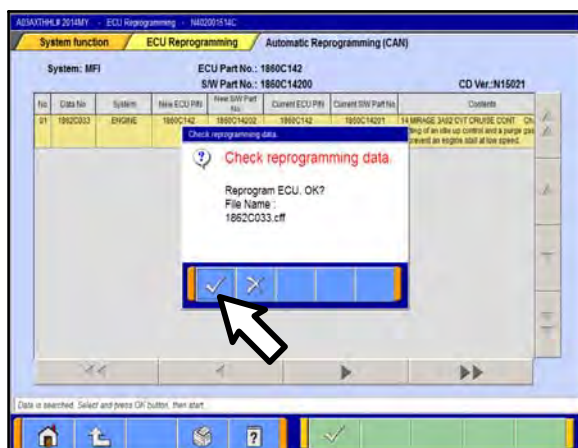 A03AXTHHL# 2014MY - ECU Reprogramming - N402001514C
System function
ECU Reprogramming
Automatic Reprogramming (CAN)
System: MFI
ECU Part No.: 1860C142
S/W Part No.: 1860C14200
CD Ver.:N15021
No Data No System New ECU P/N New S/W Part No. Current ECU P/N Current S/W Part No. Contents
01 1862C033 ENGINE 1860C142 1860C14202 1860C142 1860C14201 14 MIRAGE 3A92 CVT CRUISE CONT
ing of an idle up control and a purge gas
prevent an engine stall at low speed.
Check reprogramming data.
Check reprogramming data.
Reprogram ECU. OK?
File Name :
1862C033.cff
Data is searched. Select and press OK button, then start.